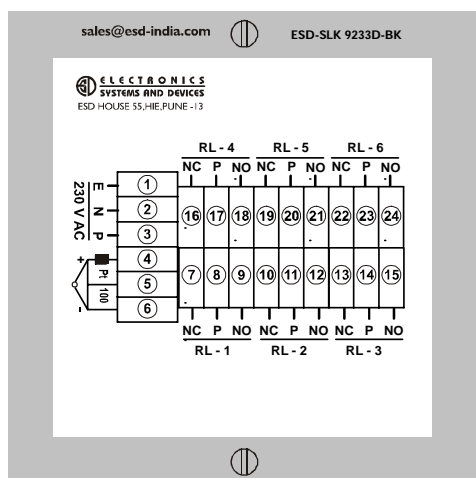 sales@esd-india.com
ESD-SLK 9233D-BK
ESD ELECTRONICS
SYSTEMS AND DEVICES
ESD HOUSE 55,HIE,PUNE -13
RL - 4 RL - 5 RL - 6
NC P NO NC P NO NC P NO
230 V AC
E 1
N 2
P 3
16 17 18 19 20 21 22 23 24
+ Pt 4
100 5
- 6
7 8 9 10 11 12 13 14 15
NC P NO NC P NO NC P NO
RL - 1 RL - 2 RL - 3